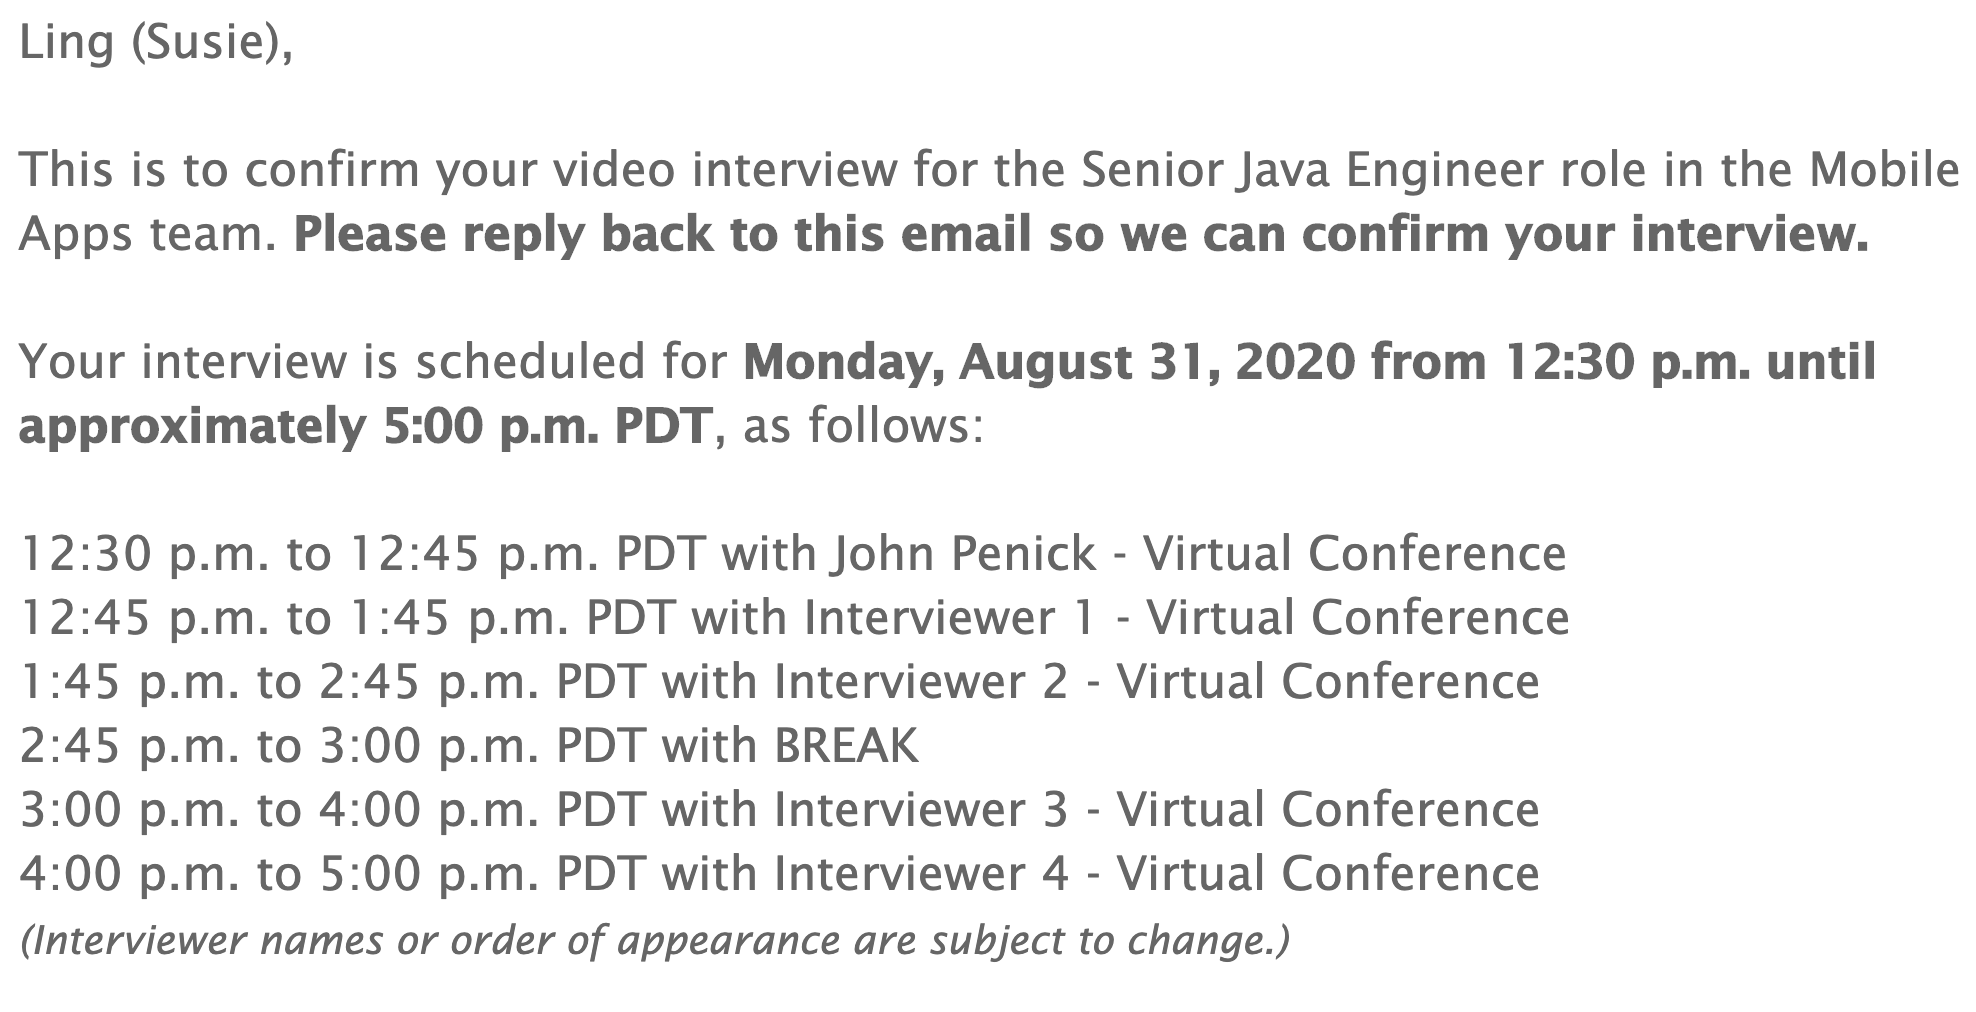 Ling (Susie),
This is to confirm your video interview for the Senior Java Engineer role in the Mobile
Apps team. Please reply back to this email so we can confirm your interview.
Your interview is scheduled for Monday, August 31, 2020 from 12:30 p.m. until
approximately 5:00 p.m. PDT, as follows:
12:30 p.m. to 12:45 p.m. PDT with John Penick - Virtual Conference
12:45 p.m. to 1:45 p.m. PDT with Interviewer 1 - Virtual Conference
1:45 p.m. to 2:45 p.m. PDT with Interviewer 2 - Virtual Conference
2:45 p.m. to 3:00 p.m. PDT with BREAK
3:00 p.m. to 4:00 p.m. PDT with Interviewer 3 - Virtual Conference
4:00 p.m. to 5:00 p.m. PDT with Interviewer 4 - Virtual Conference
(Interviewer names or order of appearance are subject to change.)